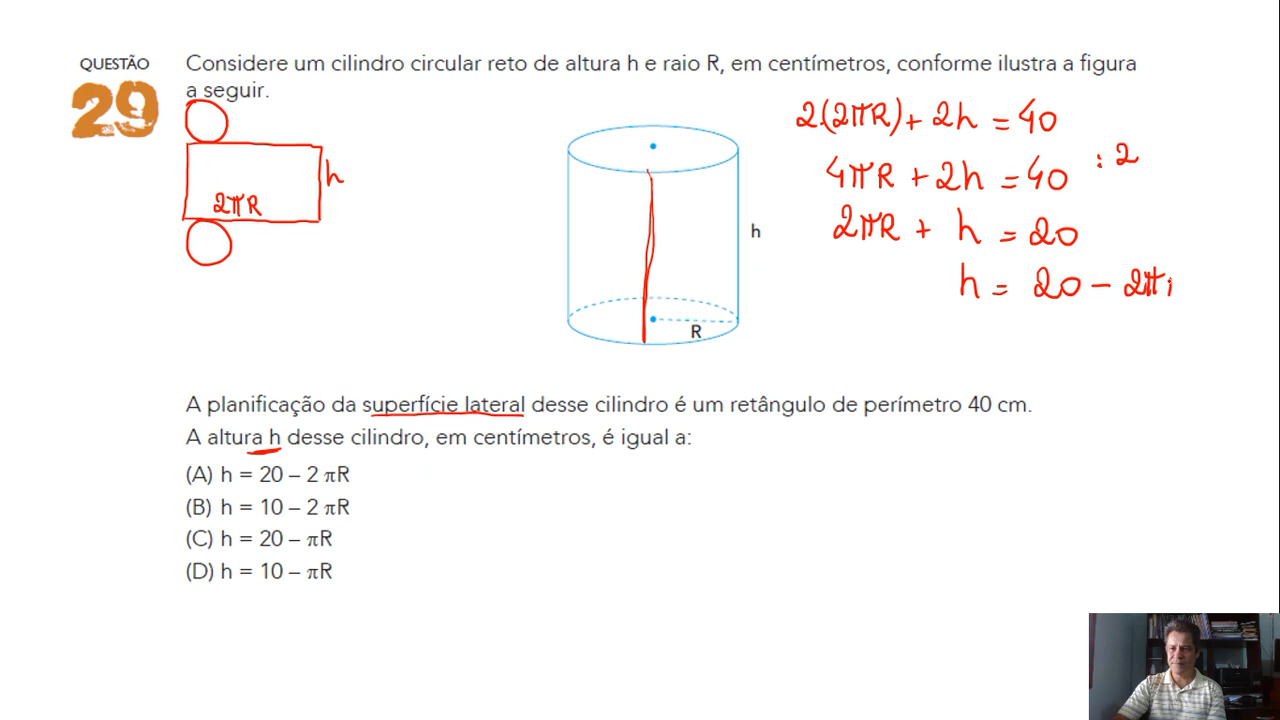 QUESTÃO
29
Considere um cilindro circular reto de altura h e raio R, em centímetros, conforme ilustra a figura
a seguir.
h
2πR
h
R
2(2πR) + 2h = 40
4πR + 2h = 40 : 2
2πR + h = 20
h = 20 - 2π
A planificação da superfície lateral desse cilindro é um retângulo de perímetro 40 cm.
A altura h desse cilindro, em centímetros, é igual a:
(A) h = 20 – 2 πR
(B) h = 10 – 2 πR
(C) h = 20 – πR
(D) h = 10 – πR